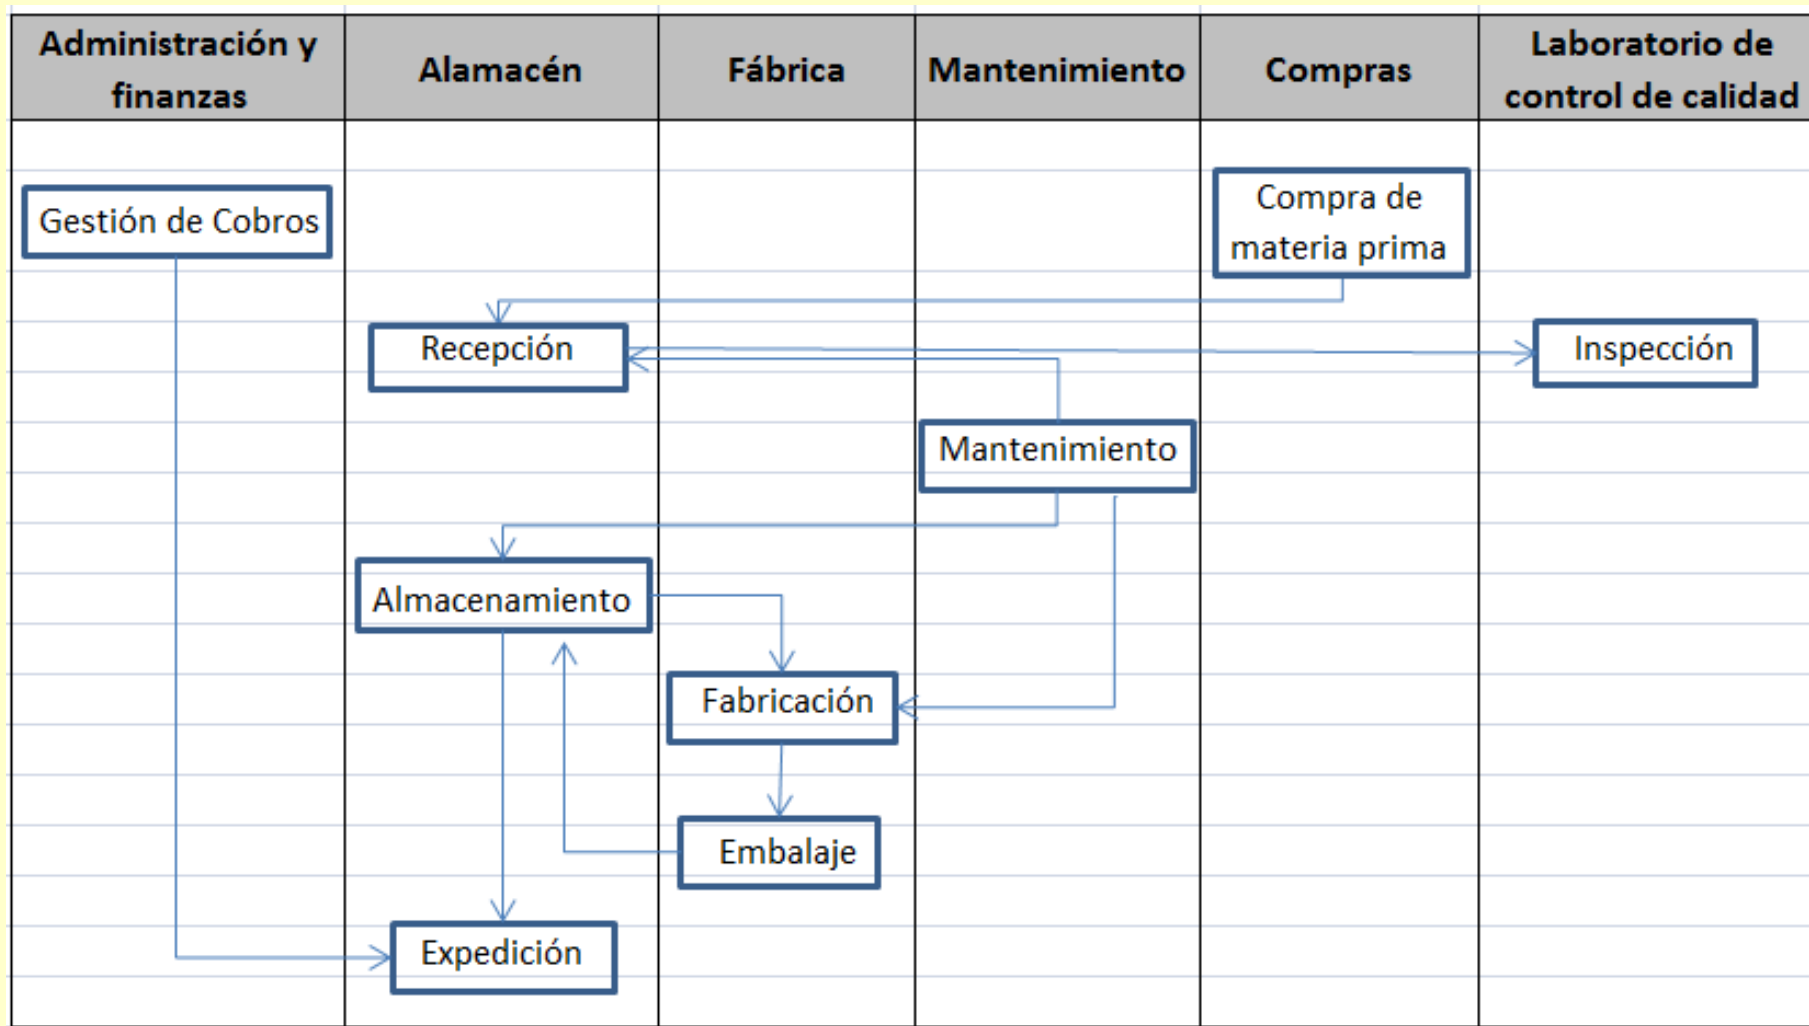 Administración y
finanzas
Alamacén
Fábrica
Mantenimiento
Compras
Laboratorio de
control de calidad
Gestión de Cobros
Compra de
materia prima
Recepción
Inspección
Mantenimiento
Almacenamiento
Fabricación
Embalaje
Expedición